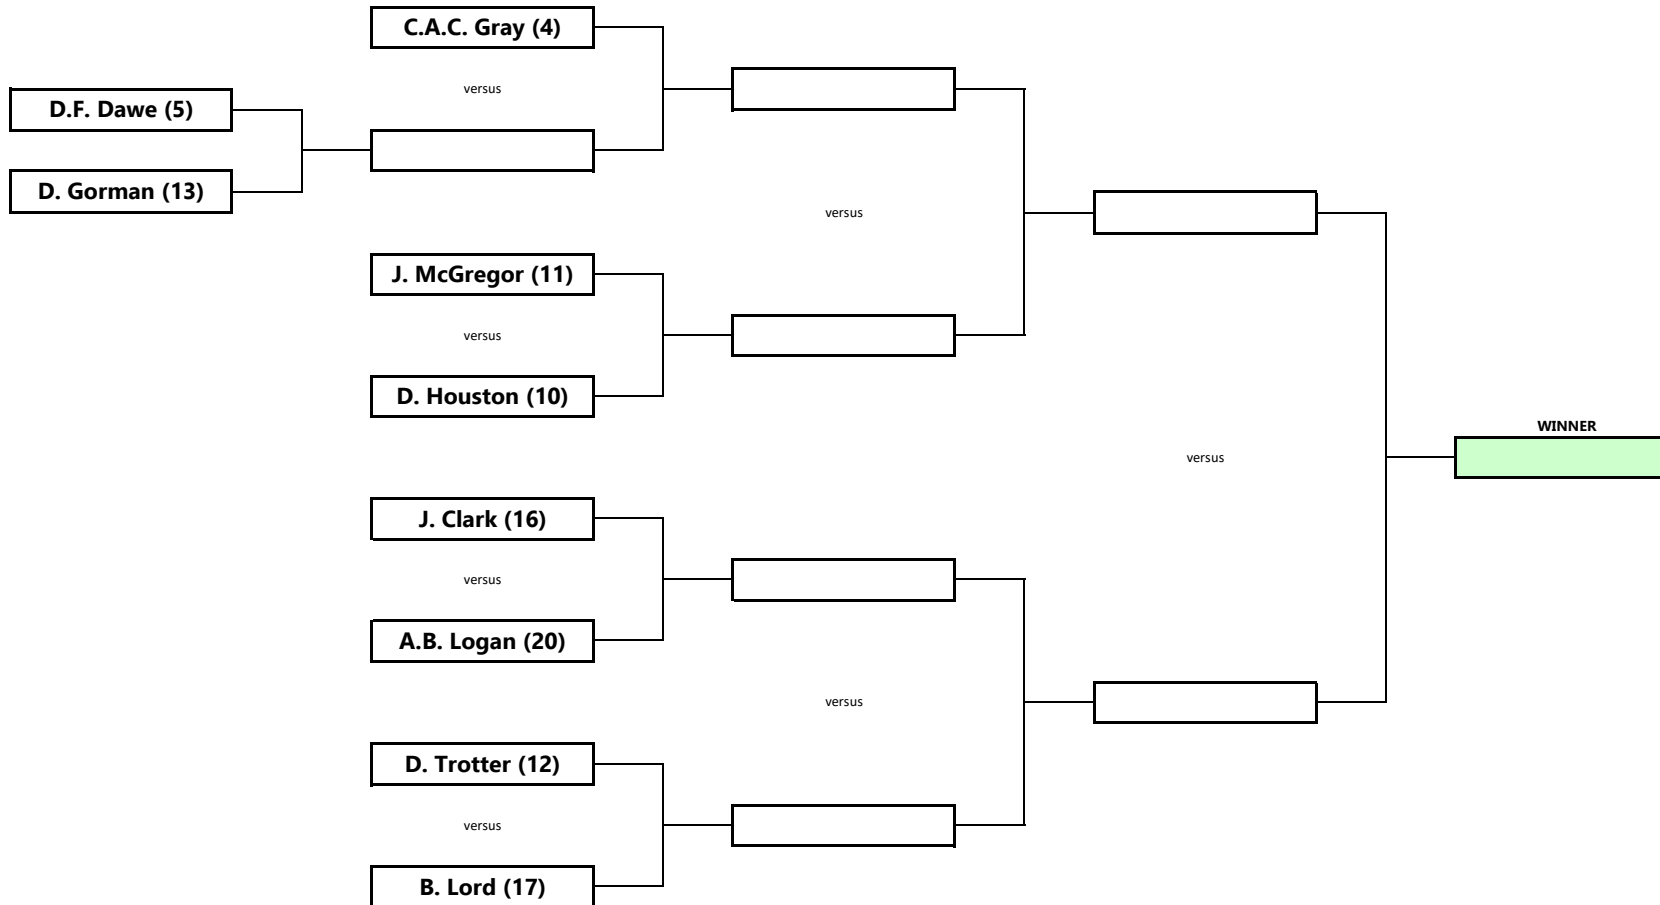 C.A.C. Gray (4)
versus
D.F. Dawe (5)
D. Gorman (13)
versus
J. McGregor (11)
versus
D. Houston (10)
WINNER
versus
J. Clark (16)
versus
A.B. Logan (20)
versus
D. Trotter (12)
versus
B. Lord (17)